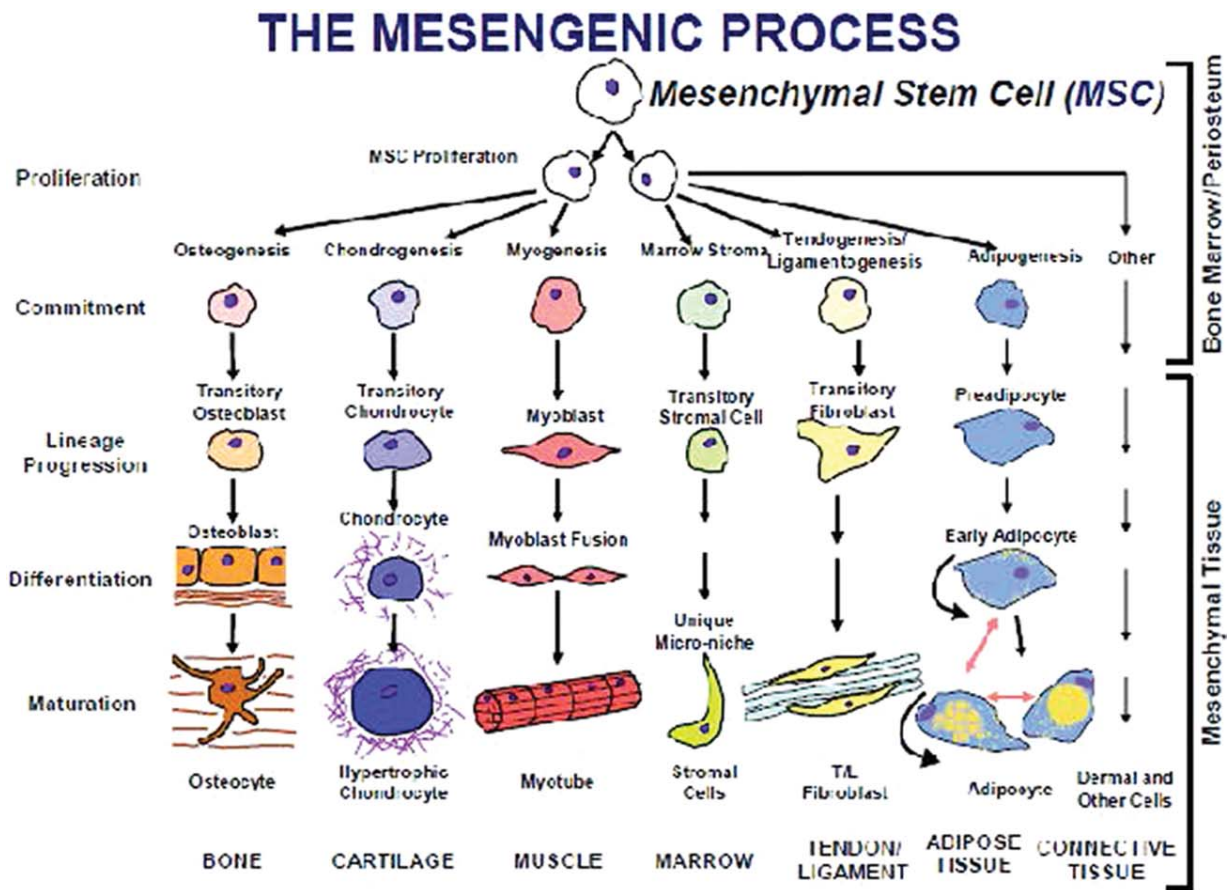 THE MESENGENIC PROCESS
Mesenchymal Stem Cell (MSC)
MSC Proliferation
Proliferation
Osteogenesis
Chondrogenesis
Myogenesis
Marrow Stroma
Tendogenesis/
Ligamentogenesis
Adipogenesis
Other
Commitment
Transitory
Osteoblast
Transitory
Chondrocyte
Myoblast
Transitory
Stromal Cell
Transitory
Fibroblast
Preadipocyte
Lineage
Progression
Osteoblast
Chondrocyte
Myoblast Fusion
Early Adipocyte
Differentiation
Unique
Micro-niche
Maturation
Osteocyte
Hypertrophic
Chondrocyte
Myotube
Stromal
Cells
T/L
Fibroblast
Adipocyte
Dermal and
Other Cells
BONE
CARTILAGE
MUSCLE
MARROW
TENDON/
LIGAMENT
ADIPOSE
TISSUE
CONNECTIVE
TISSUE
Bone Marrow/Periosteum
Mesenchymal Tissue